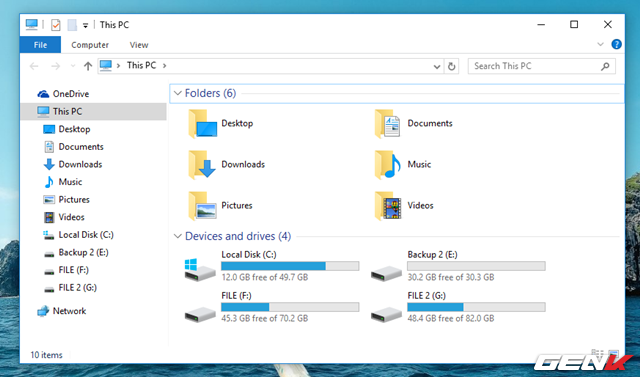 This PC
File Computer View
This PC
Search This PC
OneDrive
This PC
Desktop
Documents
Downloads
Music
Pictures
Videos
Local Disk (C:)
Backup 2 (E:)
FILE (F:)
FILE 2 (G:)
Network
Folders (6)
Desktop
Documents
Downloads
Music
Pictures
Videos
Devices and drives (4)
Local Disk (C:)
12.0 GB free of 49.7 GB
Backup 2 (E:)
30.2 GB free of 30.3 GB
FILE (F:)
45.3 GB free of 70.2 GB
FILE 2 (G:)
48.4 GB free of 82.0 GB
10 items
GENK